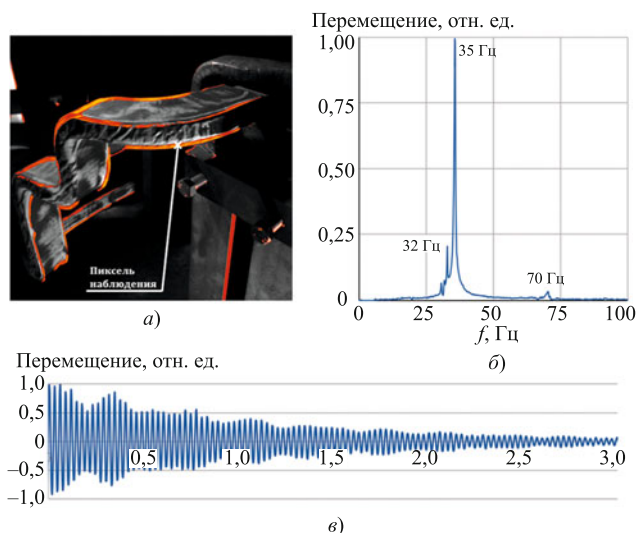 Перемещение, отн. ед.
1,00
35 Гц
0,75
0,50
0,25
32 Гц
70 Гц
0
0 25 50 75 100
f, Гц
Пиксель
наблюдения
а)
б)
Перемещение, отн. ед.
1,0
0,5
0
–0,5
–1,0
0,5 1,0 1,5 2,0 2,5 3,0
в)